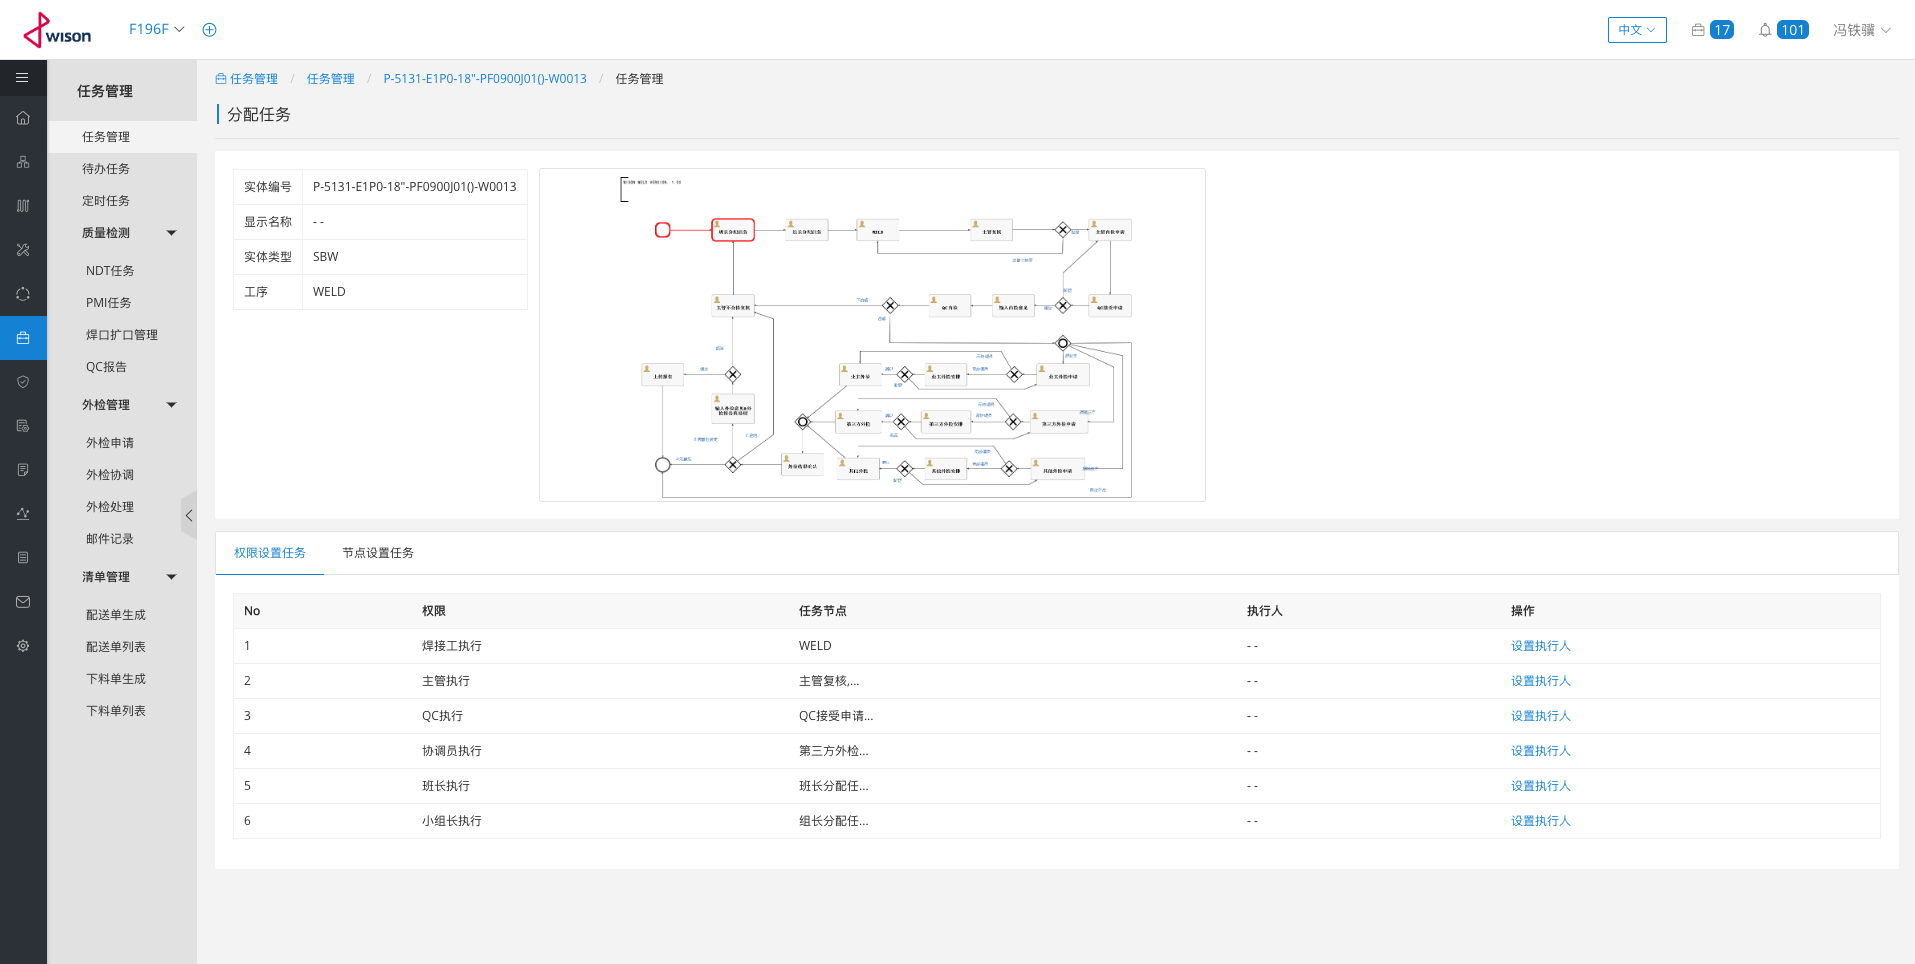 wison
F196F
中文
17
101
冯铁骥
任务管理 / 任务管理 / P-5131-E1P0-18"-PF0900J01()-W0013 / 任务管理
分配任务
任务管理
任务管理
待办任务
定时任务
质量检测
NDT任务
PMI任务
焊口扩口管理
QC报告
外检管理
外检申请
外检协调
外检处理
邮件记录
清单管理
配送单生成
配送单列表
下料单生成
下料单列表
实体编号 P-5131-E1P0-18"-PF0900J01()-W0013
显示名称 - -
实体类型 SBW
工序 WELD
WELD
主管复核
权限设置任务 节点设置任务
No 权限 任务节点 执行人 操作
1 焊接工执行 WELD - - 设置执行人
2 主管执行 主管复核,... - - 设置执行人
3 QC执行 QC接受申请... - - 设置执行人
4 协调员执行 第三方外检... - - 设置执行人
5 班长执行 班长分配任... - - 设置执行人
6 小组长执行 组长分配任... - - 设置执行人